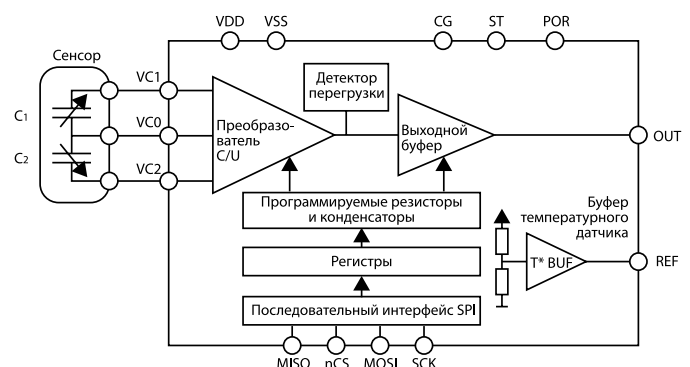 VDD VSS CG ST POR
Сенсор
VC1
VC0
VC2
C1
C2
Детектор
перегрузки
Преобразо-
ватель
C/U
Выходной
буфер
OUT
Программируемые резисторы
и конденсаторы
Регистры
Последовательный интерфейс SPI
Буфер
температурного
датчика
T* BUF
REF
MISO nCS MOSI SCK